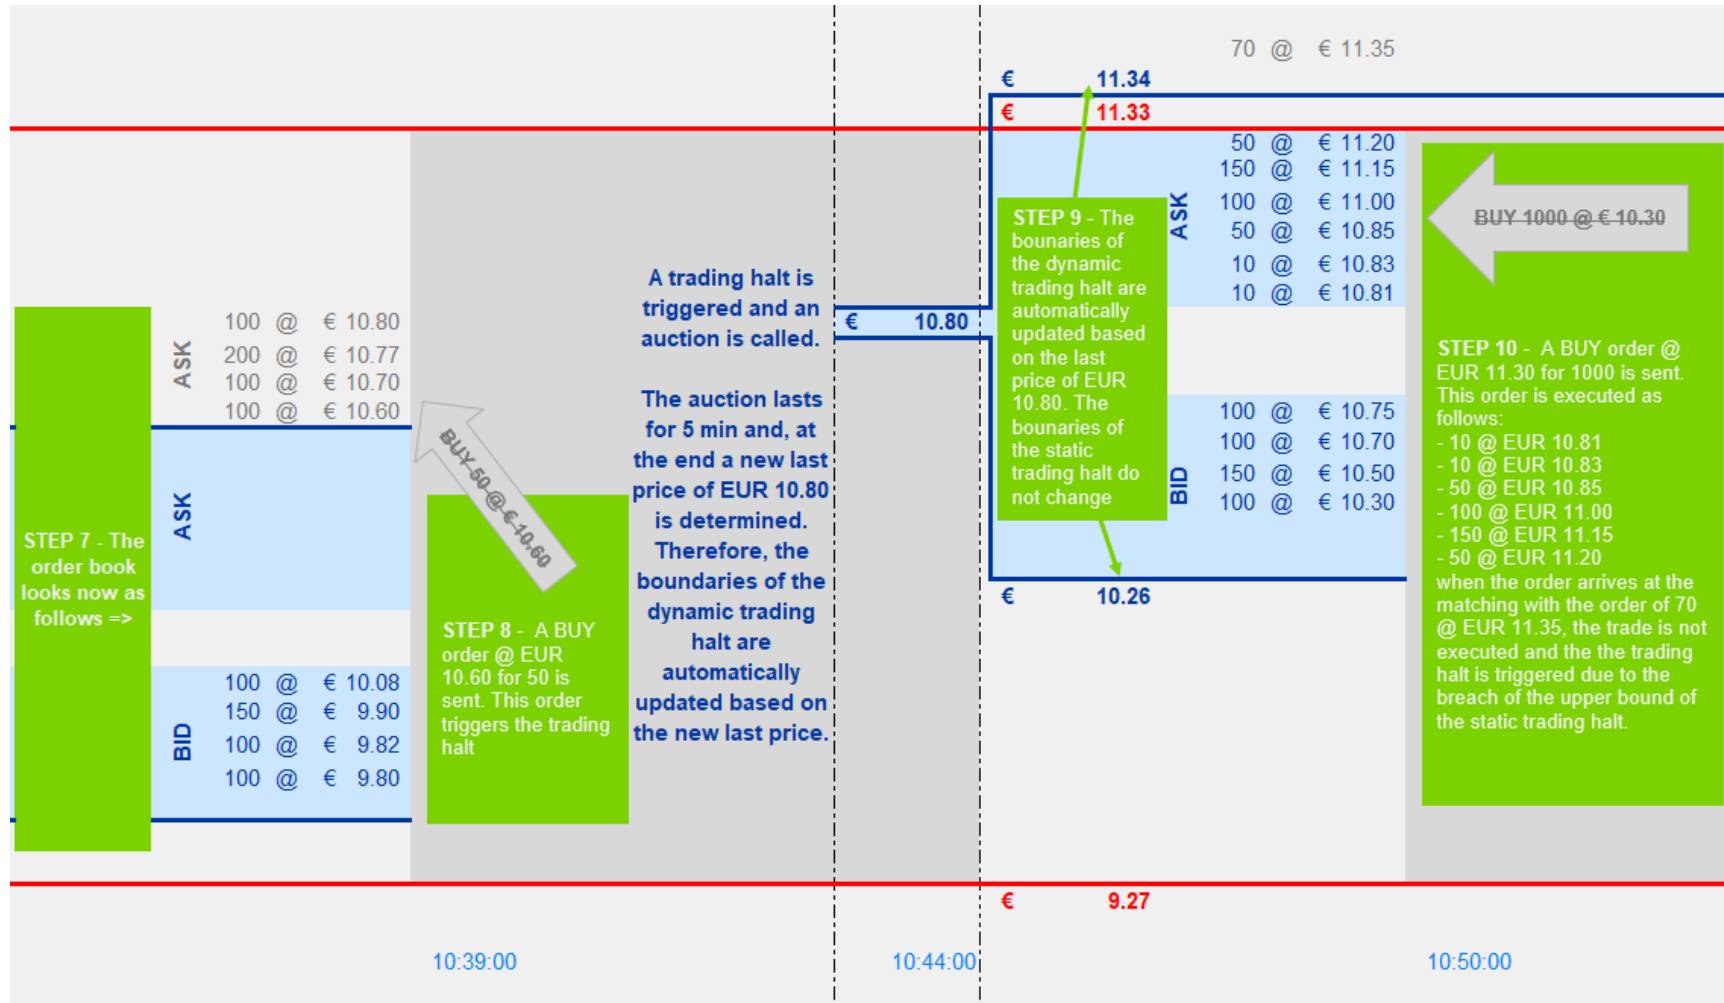 70 @ € 11.35
€ 11.34
€ 11.33
STEP 7 - The
order book
looks now as
follows =>
ASK
100 @ € 10.80
200 @ € 10.77
100 @ € 10.70
100 @ € 10.60
ASK
BID
100 @ € 10.08
150 @ € 9.90
100 @ € 9.82
100 @ € 9.80
BUY 50 @ € 10.60
STEP 8 - A BUY
order @ EUR
10.60 for 50 is
sent. This order
triggers the trading
halt
A trading halt is
triggered and an
auction is called.
The auction lasts
for 5 min and, at
the end a new last
price of EUR 10.80
is determined.
Therefore, the
boundaries of the
dynamic trading
halt are
automatically
updated based on
the new last price.
€ 10.80
STEP 9 - The
bounaries of
the dynamic
trading halt are
automatically
updated based
on the last
price of EUR
10.80. The
bounaries of
the static
trading halt do
not change
ASK
50 @ € 11.20
150 @ € 11.15
100 @ € 11.00
50 @ € 10.85
10 @ € 10.83
10 @ € 10.81
BID
100 @ € 10.75
100 @ € 10.70
150 @ € 10.50
100 @ € 10.30
€ 10.26
BUY 1000 @ € 10.30
STEP 10 - A BUY order @
EUR 11.30 for 1000 is sent.
This order is executed as
follows:
- 10 @ EUR 10.81
- 10 @ EUR 10.83
- 50 @ EUR 10.85
- 100 @ EUR 11.00
- 150 @ EUR 11.15
- 50 @ EUR 11.20
when the order arrives at the
matching with the order of 70
@ EUR 11.35, the trade is not
executed and the the trading
halt is triggered due to the
breach of the upper bound of
the static trading halt.
€ 9.27
10:39:00
10:44:00
10:50:00